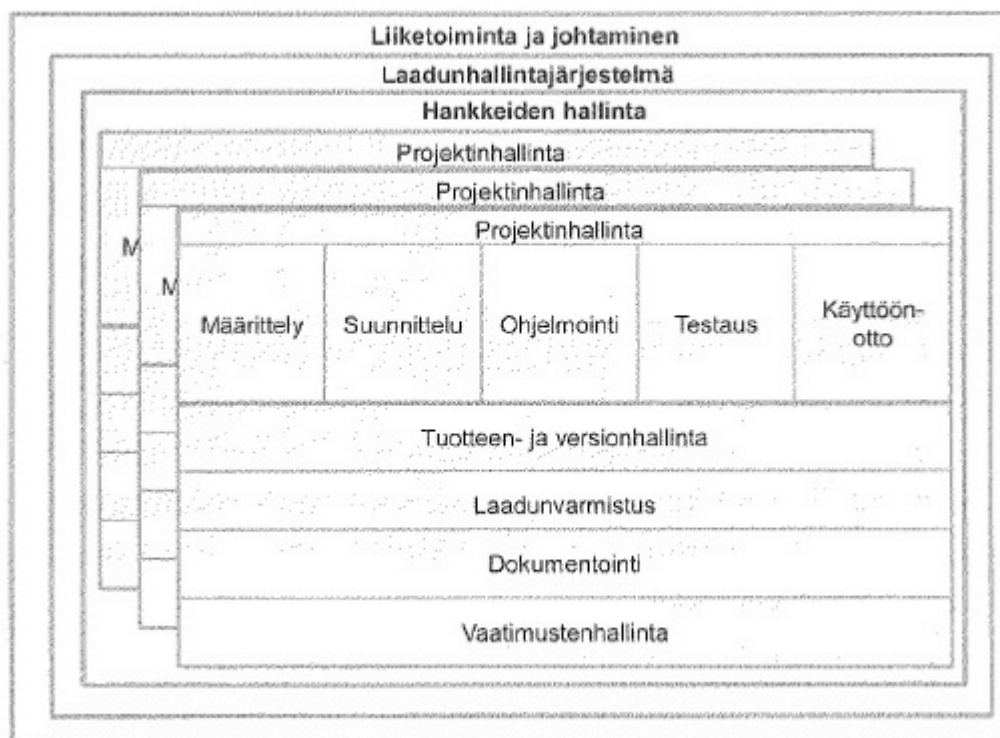 Liiketoiminta ja johtaminen
Laadunhallintajärjestelmä
Hankkeiden hallinta
Projektinhallinta
Projektinhallinta
Projektinhallinta
M
M
Määrittely
Suunnittelu
Ohjelmointi
Testaus
Käyttöön-
otto
Tuotteen- ja versionhallinta
Laadunvarmistus
Dokumentointi
Vaatimustenhallinta